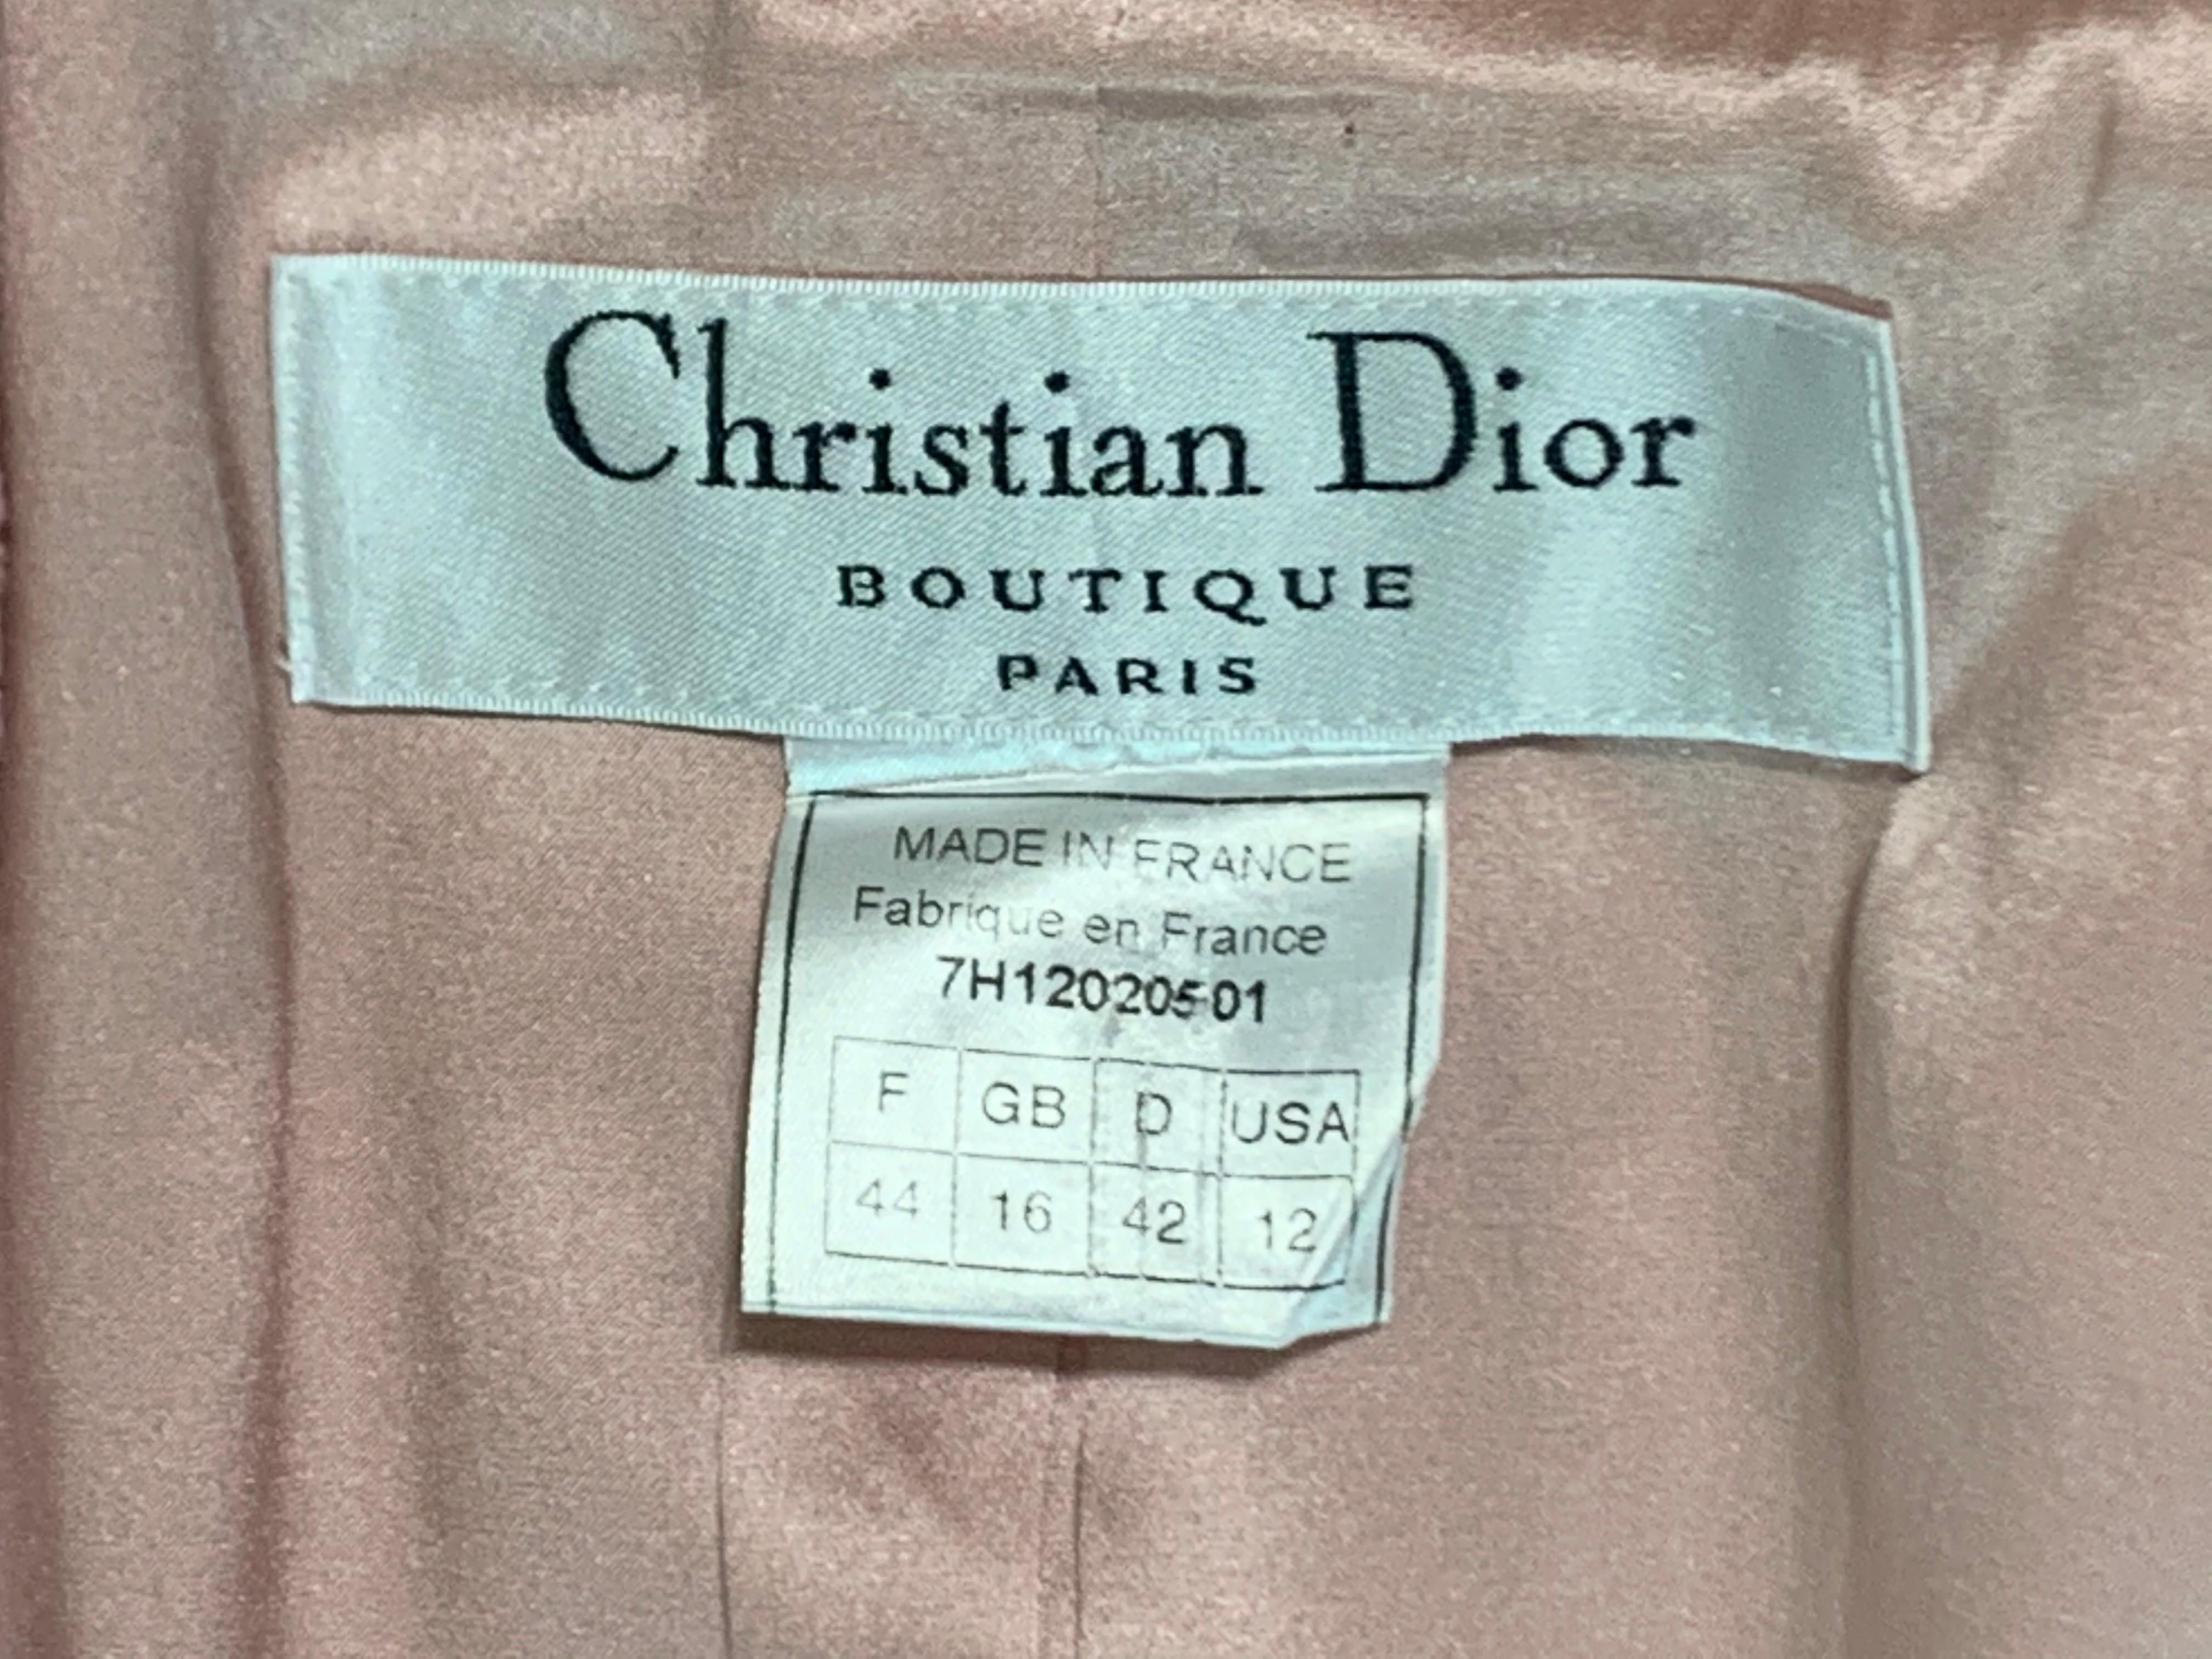 Christian Dior
BOUTIQUE
PARIS
MADE IN FRANCE
Fabrique en France
7H12020501
F GB D USA
44 16 42 12